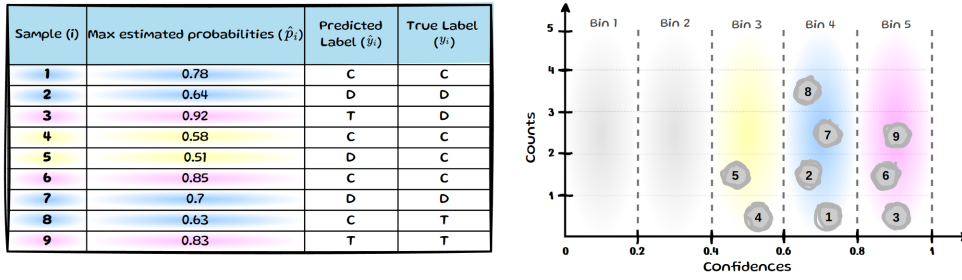 Sample (i) Max estimated probabilities (p̂ᵢ) Predicted Label (ŷᵢ) True Label (yᵢ)
1 0.78 C C
2 0.64 D D
3 0.92 T D
4 0.58 C C
5 0.51 D C
6 0.85 C C
7 0.7 D D
8 0.63 C T
9 0.83 T T
Bin 1 Bin 2 Bin 3 Bin 4 Bin 5
5
4
3
2
1
Counts
8
7 9
5 2 6
4 1 3
0 0.2 0.4 0.6 0.8 1
Confidences